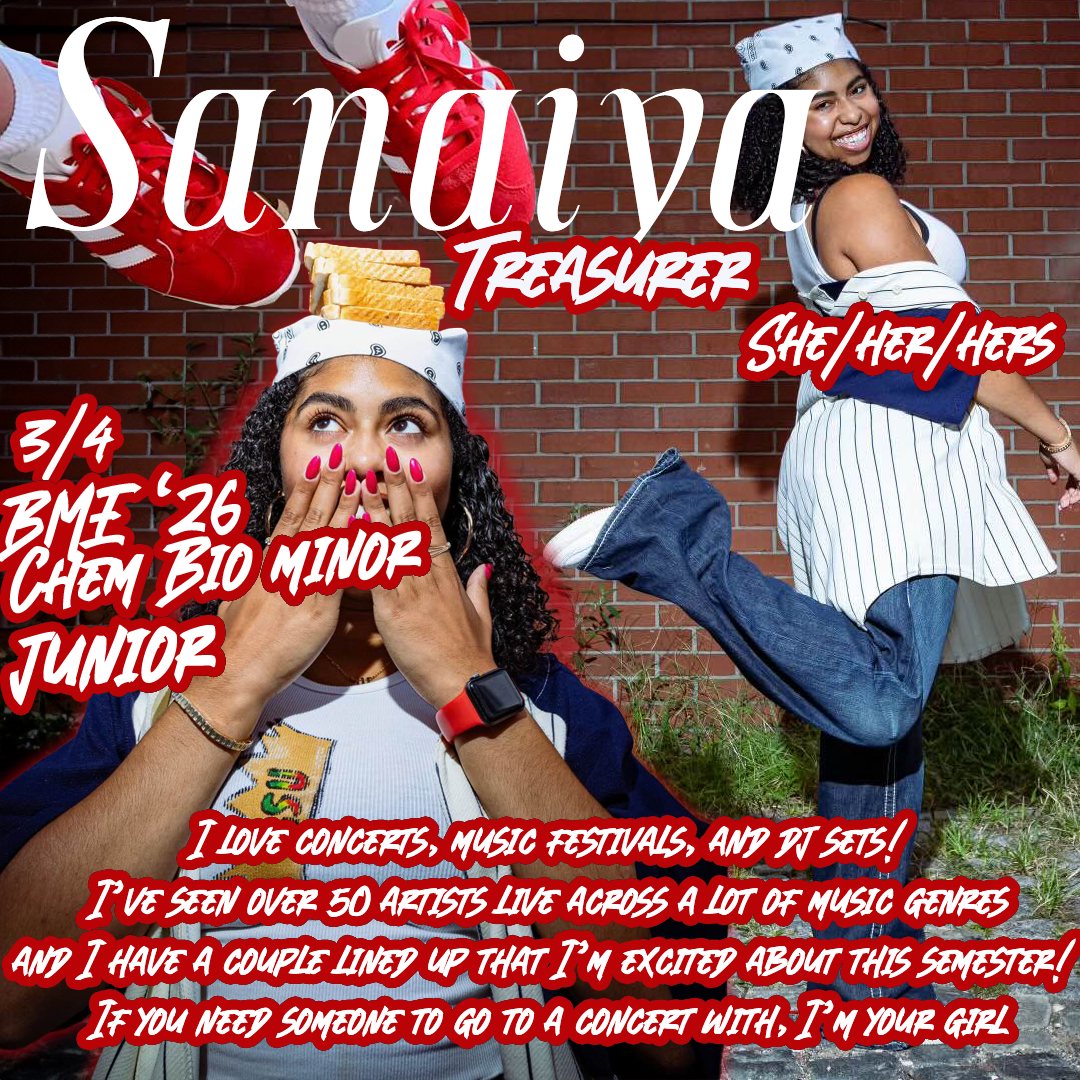 Sanaiya
Treasurer
She/her/hers
3/4
BME '26
Chem Bio minor
Junior
I love concerts, music festivals, and DJ sets!
I've seen over 50 artists live across a lot of music genres
and I have a couple lined up that I'm excited about this semester!
If you need someone to go to a concert with, I'm your girl